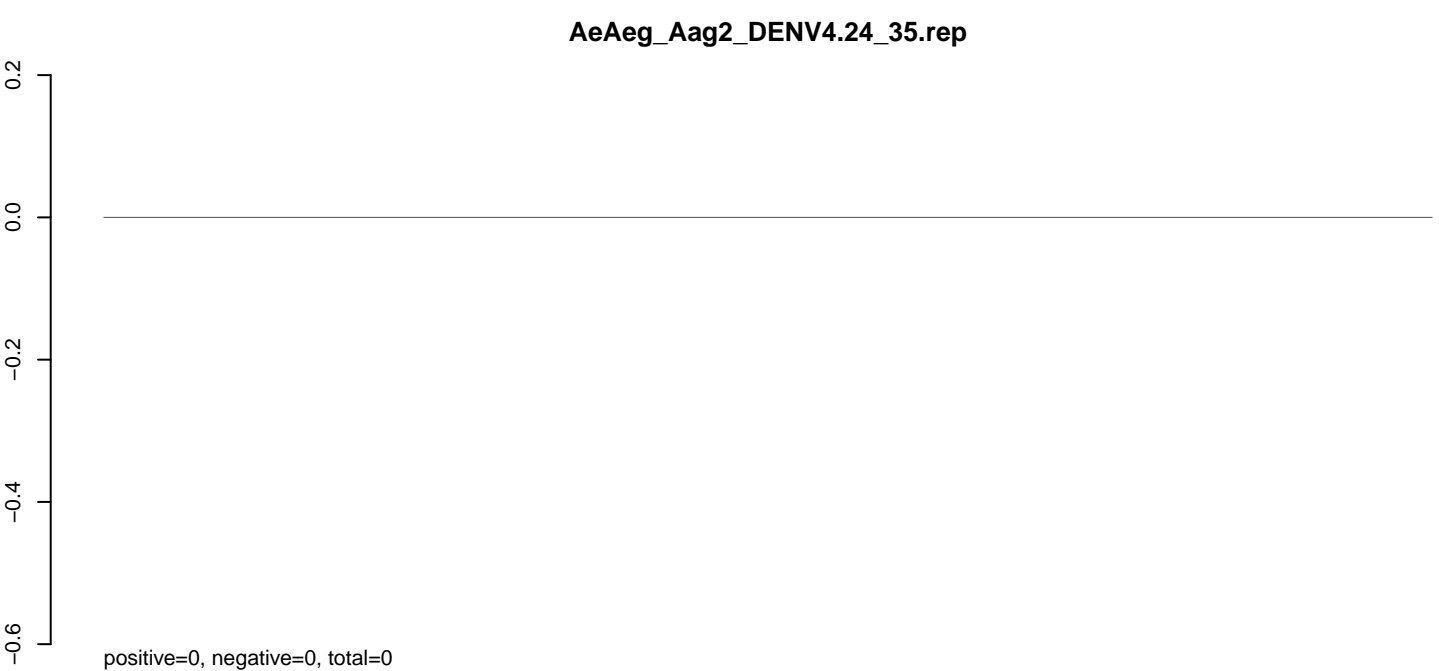 AeAeg_Aag2_DENV4.24_35.rep
0.2
0.0
−0.2
−0.4
−0.6
positive=0, negative=0, total=0